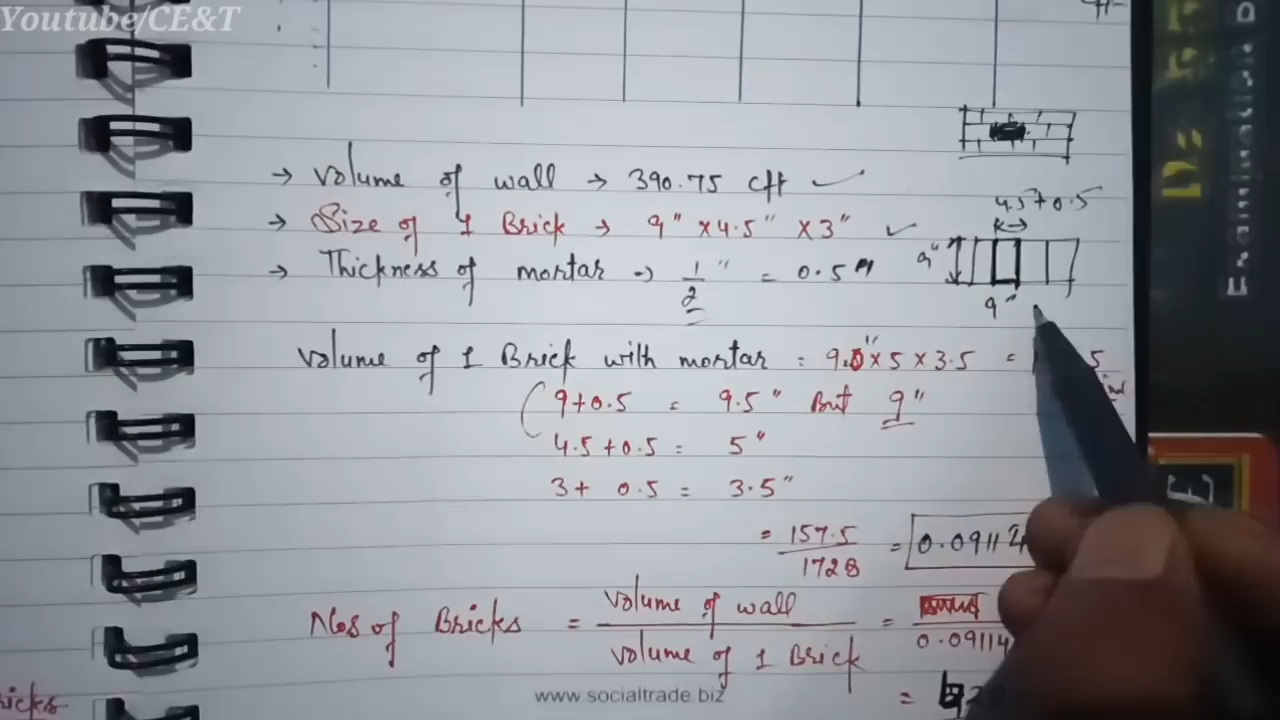 Youtube/CE&T
→ Volume of wall → 390.75 cft
→ Size of 1 Brick → 9" x 4.5" x 3"
4.5+0.5
→ Thickness of mortar → 1/2" = 0.5"
9"
9"
Volume of 1 Brick with mortar = 9.0" x 5 x 3.5 = 5
9+0.5 = 9.5" But 9"
4.5+0.5 = 5"
3+ 0.5 = 3.5"
= 157.5/1728 = 0.09114
Nos of Bricks = Volume of wall/Volume of 1 Brick = /0.09114
www.socialtrade.biz
=